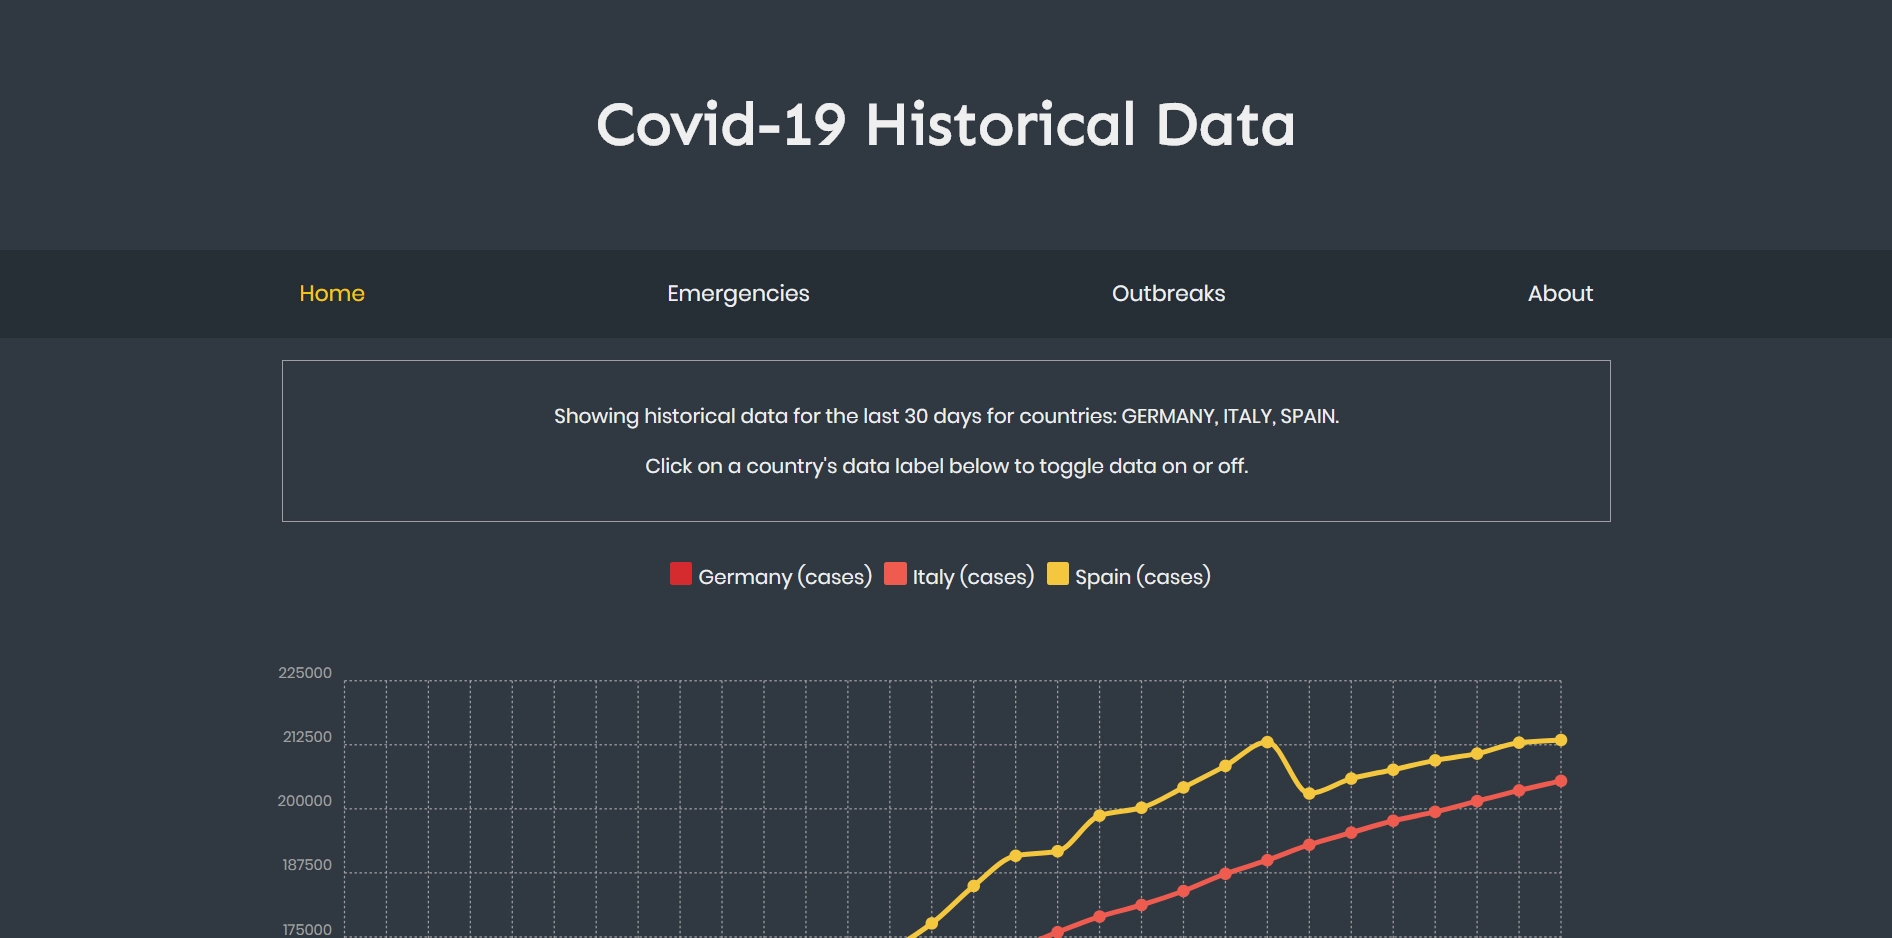 Covid-19 Historical Data
Home Emergencies Outbreaks About
Showing historical data for the last 30 days for countries: GERMANY, ITALY, SPAIN.
Click on a country's data label below to toggle data on or off.
Germany (cases) Italy (cases) Spain (cases)
225000
212500
200000
187500
175000